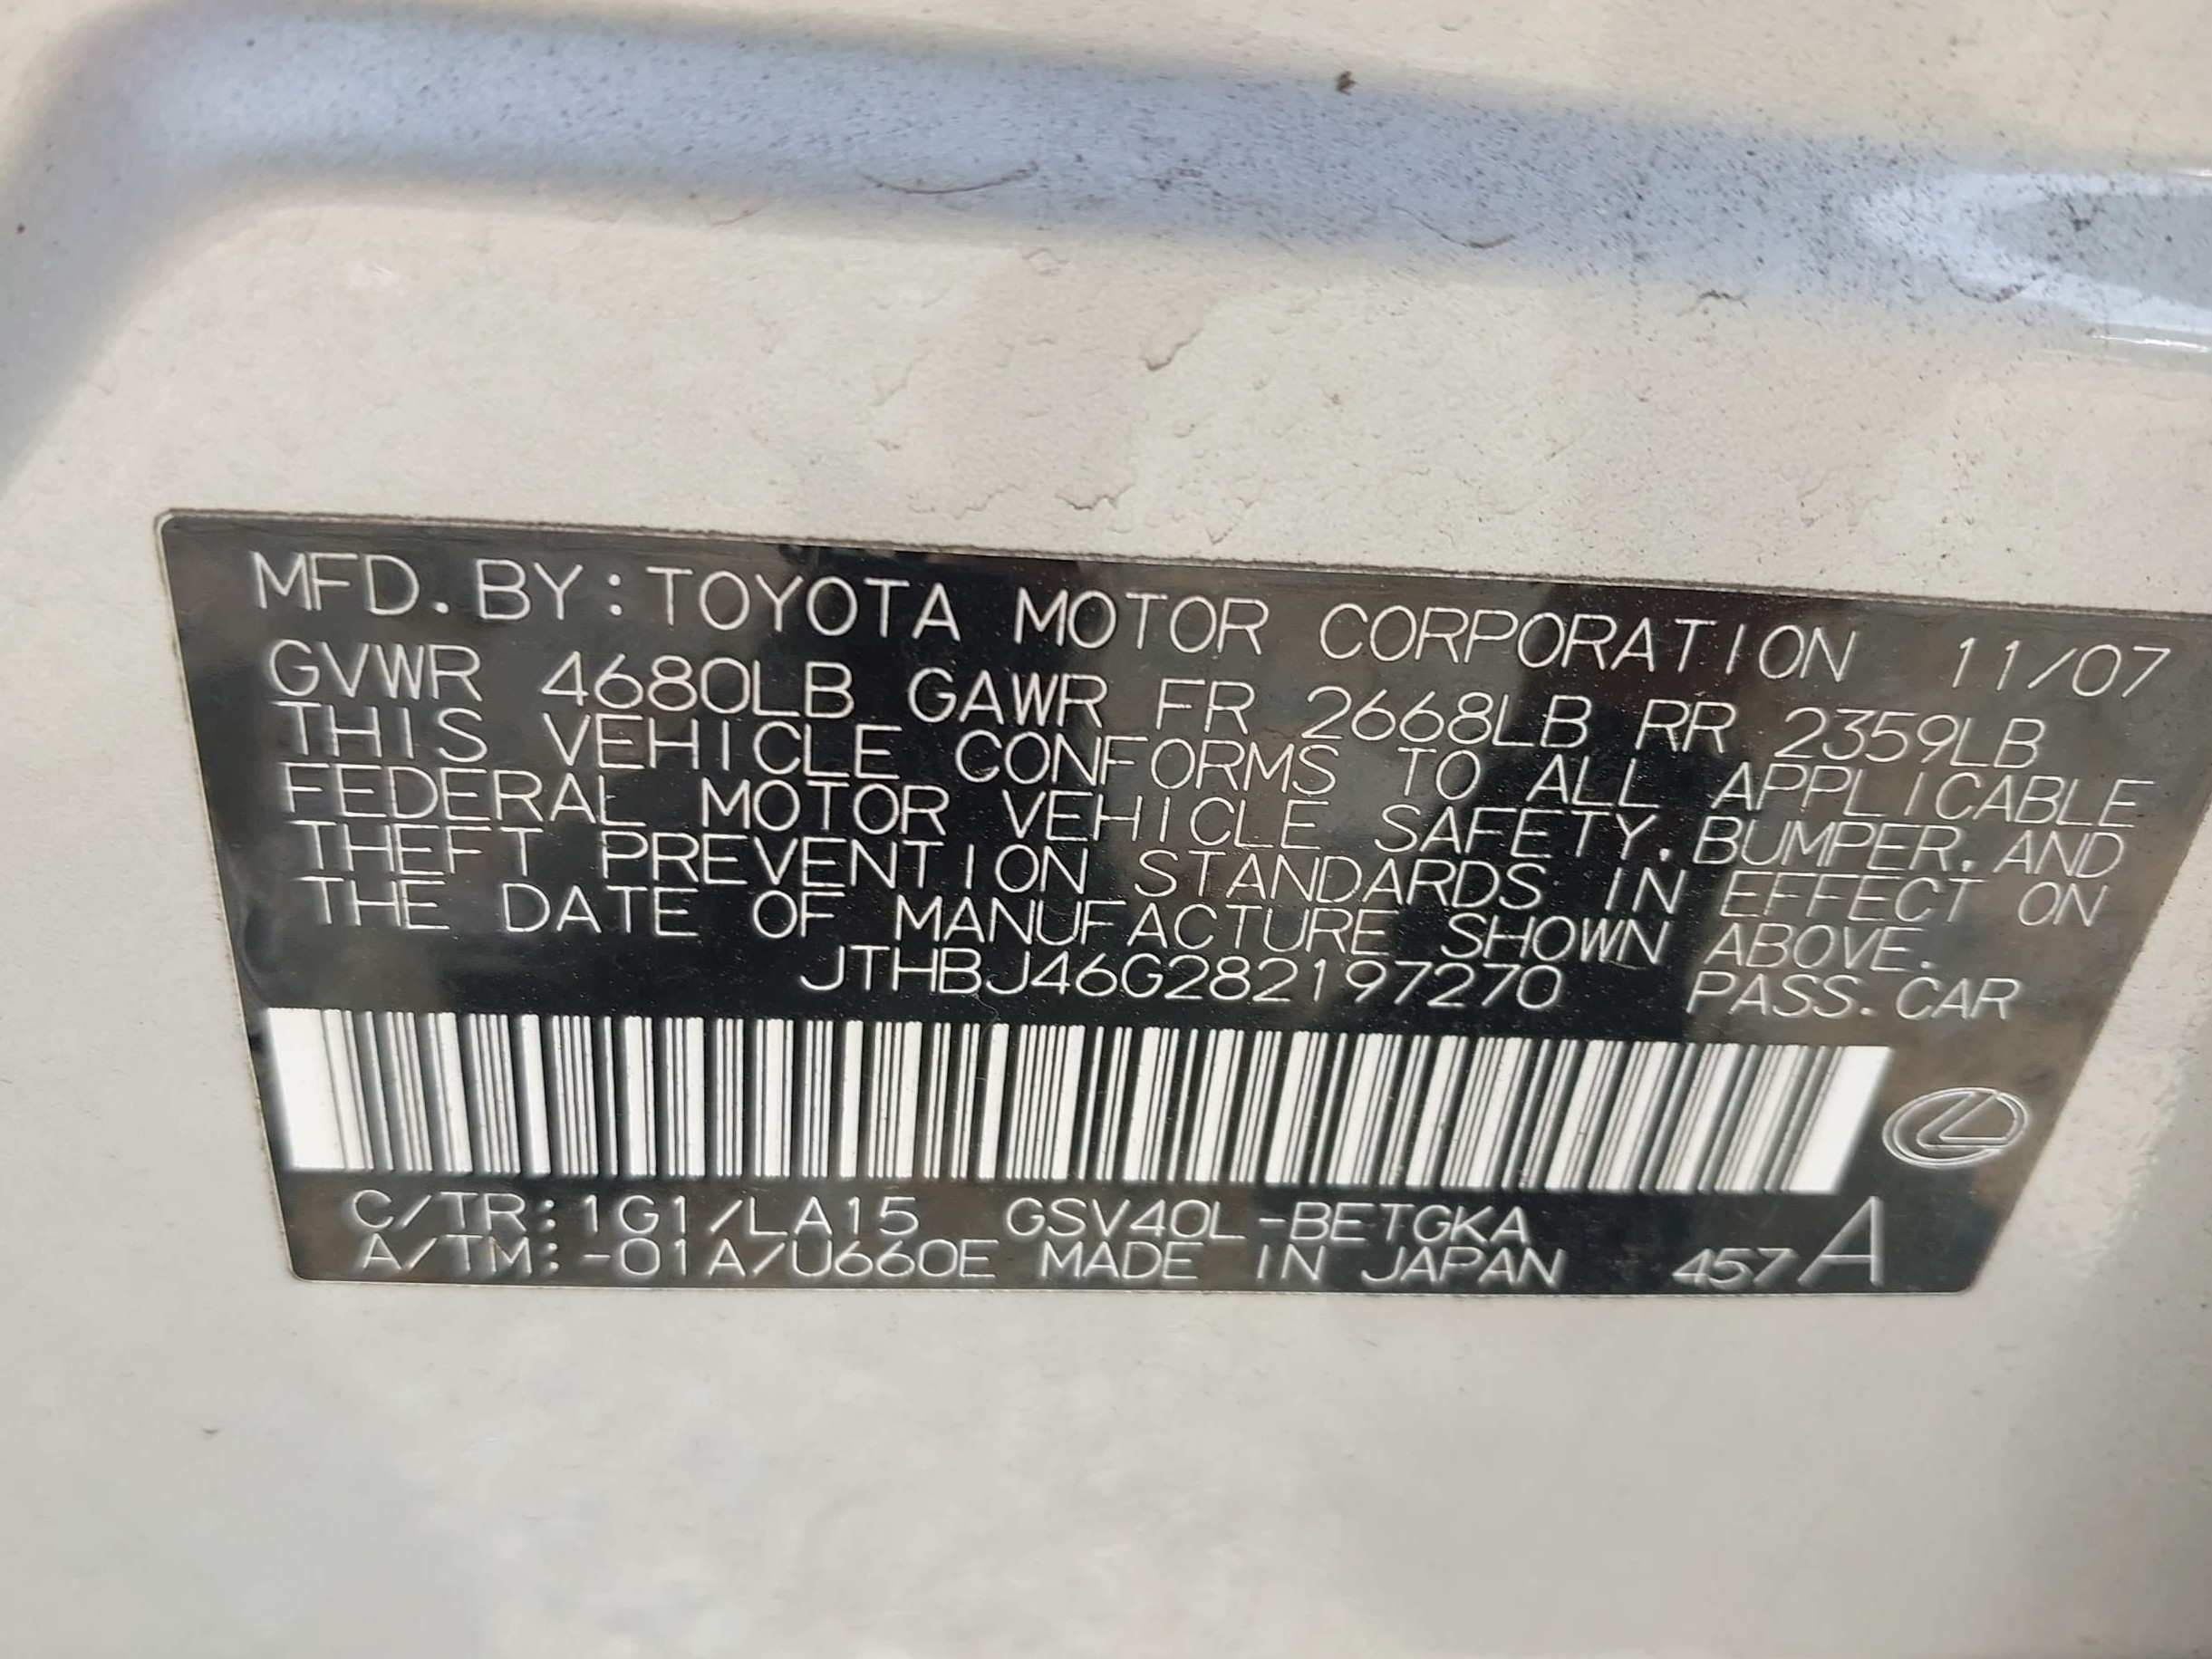 MFD.BY:TOYOTA MOTOR CORPORATION 11/07
GVWR 4680LB GAWR FR 2668LB RR 2359LB
THIS VEHICLE CONFORMS TO ALL APPLICABLE
FEDERAL MOTOR VEHICLE SAFETY,BUMPER,AND
THEFT PREVENTION STANDARDS IN EFFECT ON
THE DATE OF MANUFACTURE SHOWN ABOVE.
JTHBJ46G282197270 PASS.CAR
C/TR:1G1/LA15 GSV40L-BETGKA
A/TM:-01A/U660E MADE IN JAPAN 457A